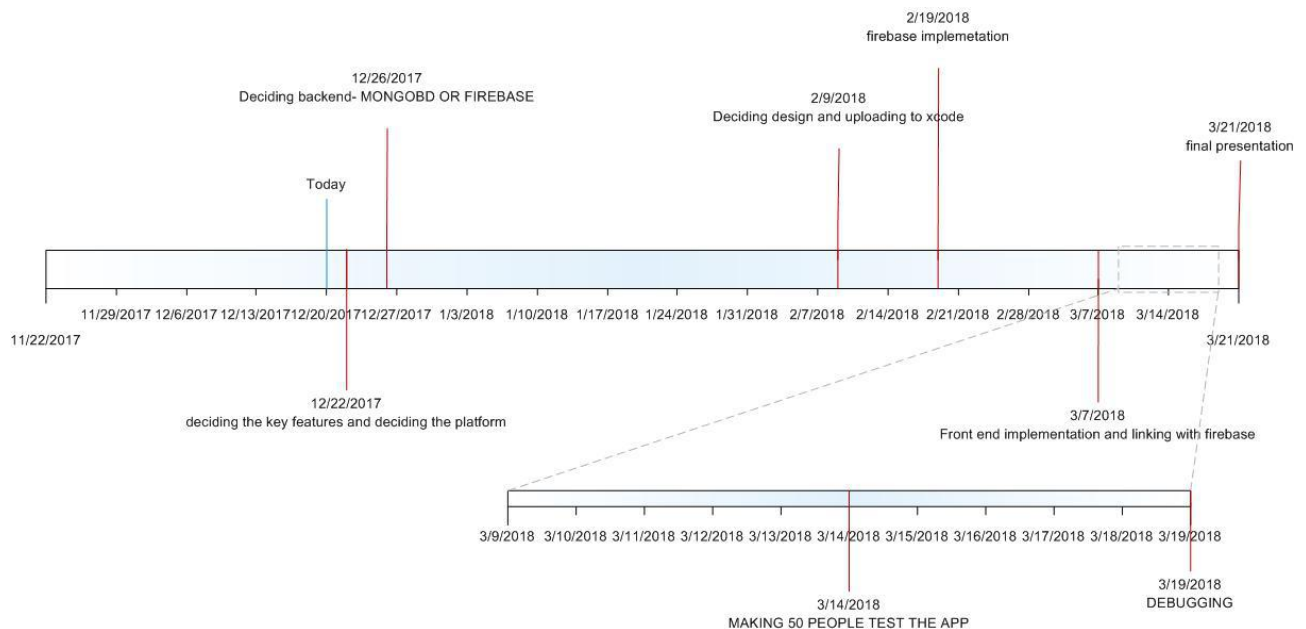 2/19/2018
firebase implemetation
12/26/2017
Deciding backend- MONGOBD OR FIREBASE
2/9/2018
Deciding design and uploading to xcode
3/21/2018
final presentation
Today
11/29/2017 12/6/2017 12/13/2017 12/20/2017 12/27/2017 1/3/2018 1/10/2018 1/17/2018 1/24/2018 1/31/2018 2/7/2018 2/14/2018 2/21/2018 2/28/2018 3/7/2018 3/14/2018
11/22/2017 3/21/2018
12/22/2017
deciding the key features and deciding the platform
3/7/2018
Front end implementation and linking with firebase
3/9/2018 3/10/2018 3/11/2018 3/12/2018 3/13/2018 3/14/2018 3/15/2018 3/16/2018 3/17/2018 3/18/2018 3/19/2018
3/19/2018
DEBUGGING
3/14/2018
MAKING 50 PEOPLE TEST THE APP